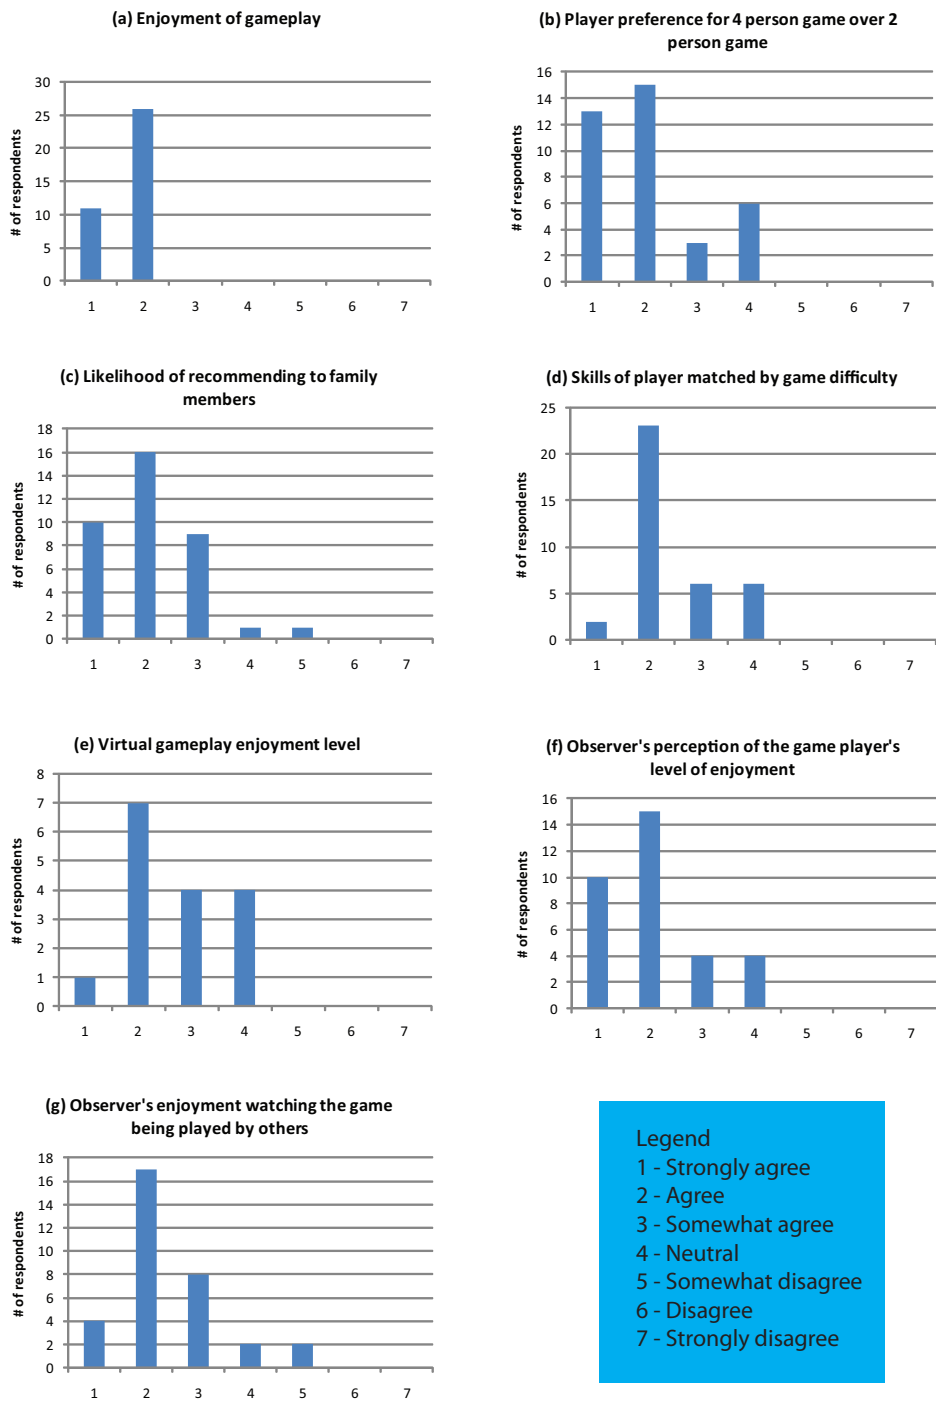 (a) Enjoyment of gameplay
# of respondents
30
25
20
15
10
5
0
1 2 3 4 5 6 7
(b) Player preference for 4 person game over 2
person game
# of respondents
16
14
12
10
8
6
4
2
0
1 2 3 4 5 6 7
(c) Likelihood of recommending to family
members
# of respondents
18
16
14
12
10
8
6
4
2
0
1 2 3 4 5 6 7
(d) Skills of player matched by game difficulty
# of respondents
25
20
15
10
5
0
1 2 3 4 5 6 7
(e) Virtual gameplay enjoyment level
# of respondents
8
7
6
5
4
3
2
1
0
1 2 3 4 5 6 7
(f) Observer's perception of the game player's
level of enjoyment
# of respondents
16
14
12
10
8
6
4
2
0
1 2 3 4 5 6 7
(g) Observer's enjoyment watching the game
being played by others
# of respondents
18
16
14
12
10
8
6
4
2
0
1 2 3 4 5 6 7
Legend
1 - Strongly agree
2 - Agree
3 - Somewhat agree
4 - Neutral
5 - Somewhat disagree
6 - Disagree
7 - Strongly disagree